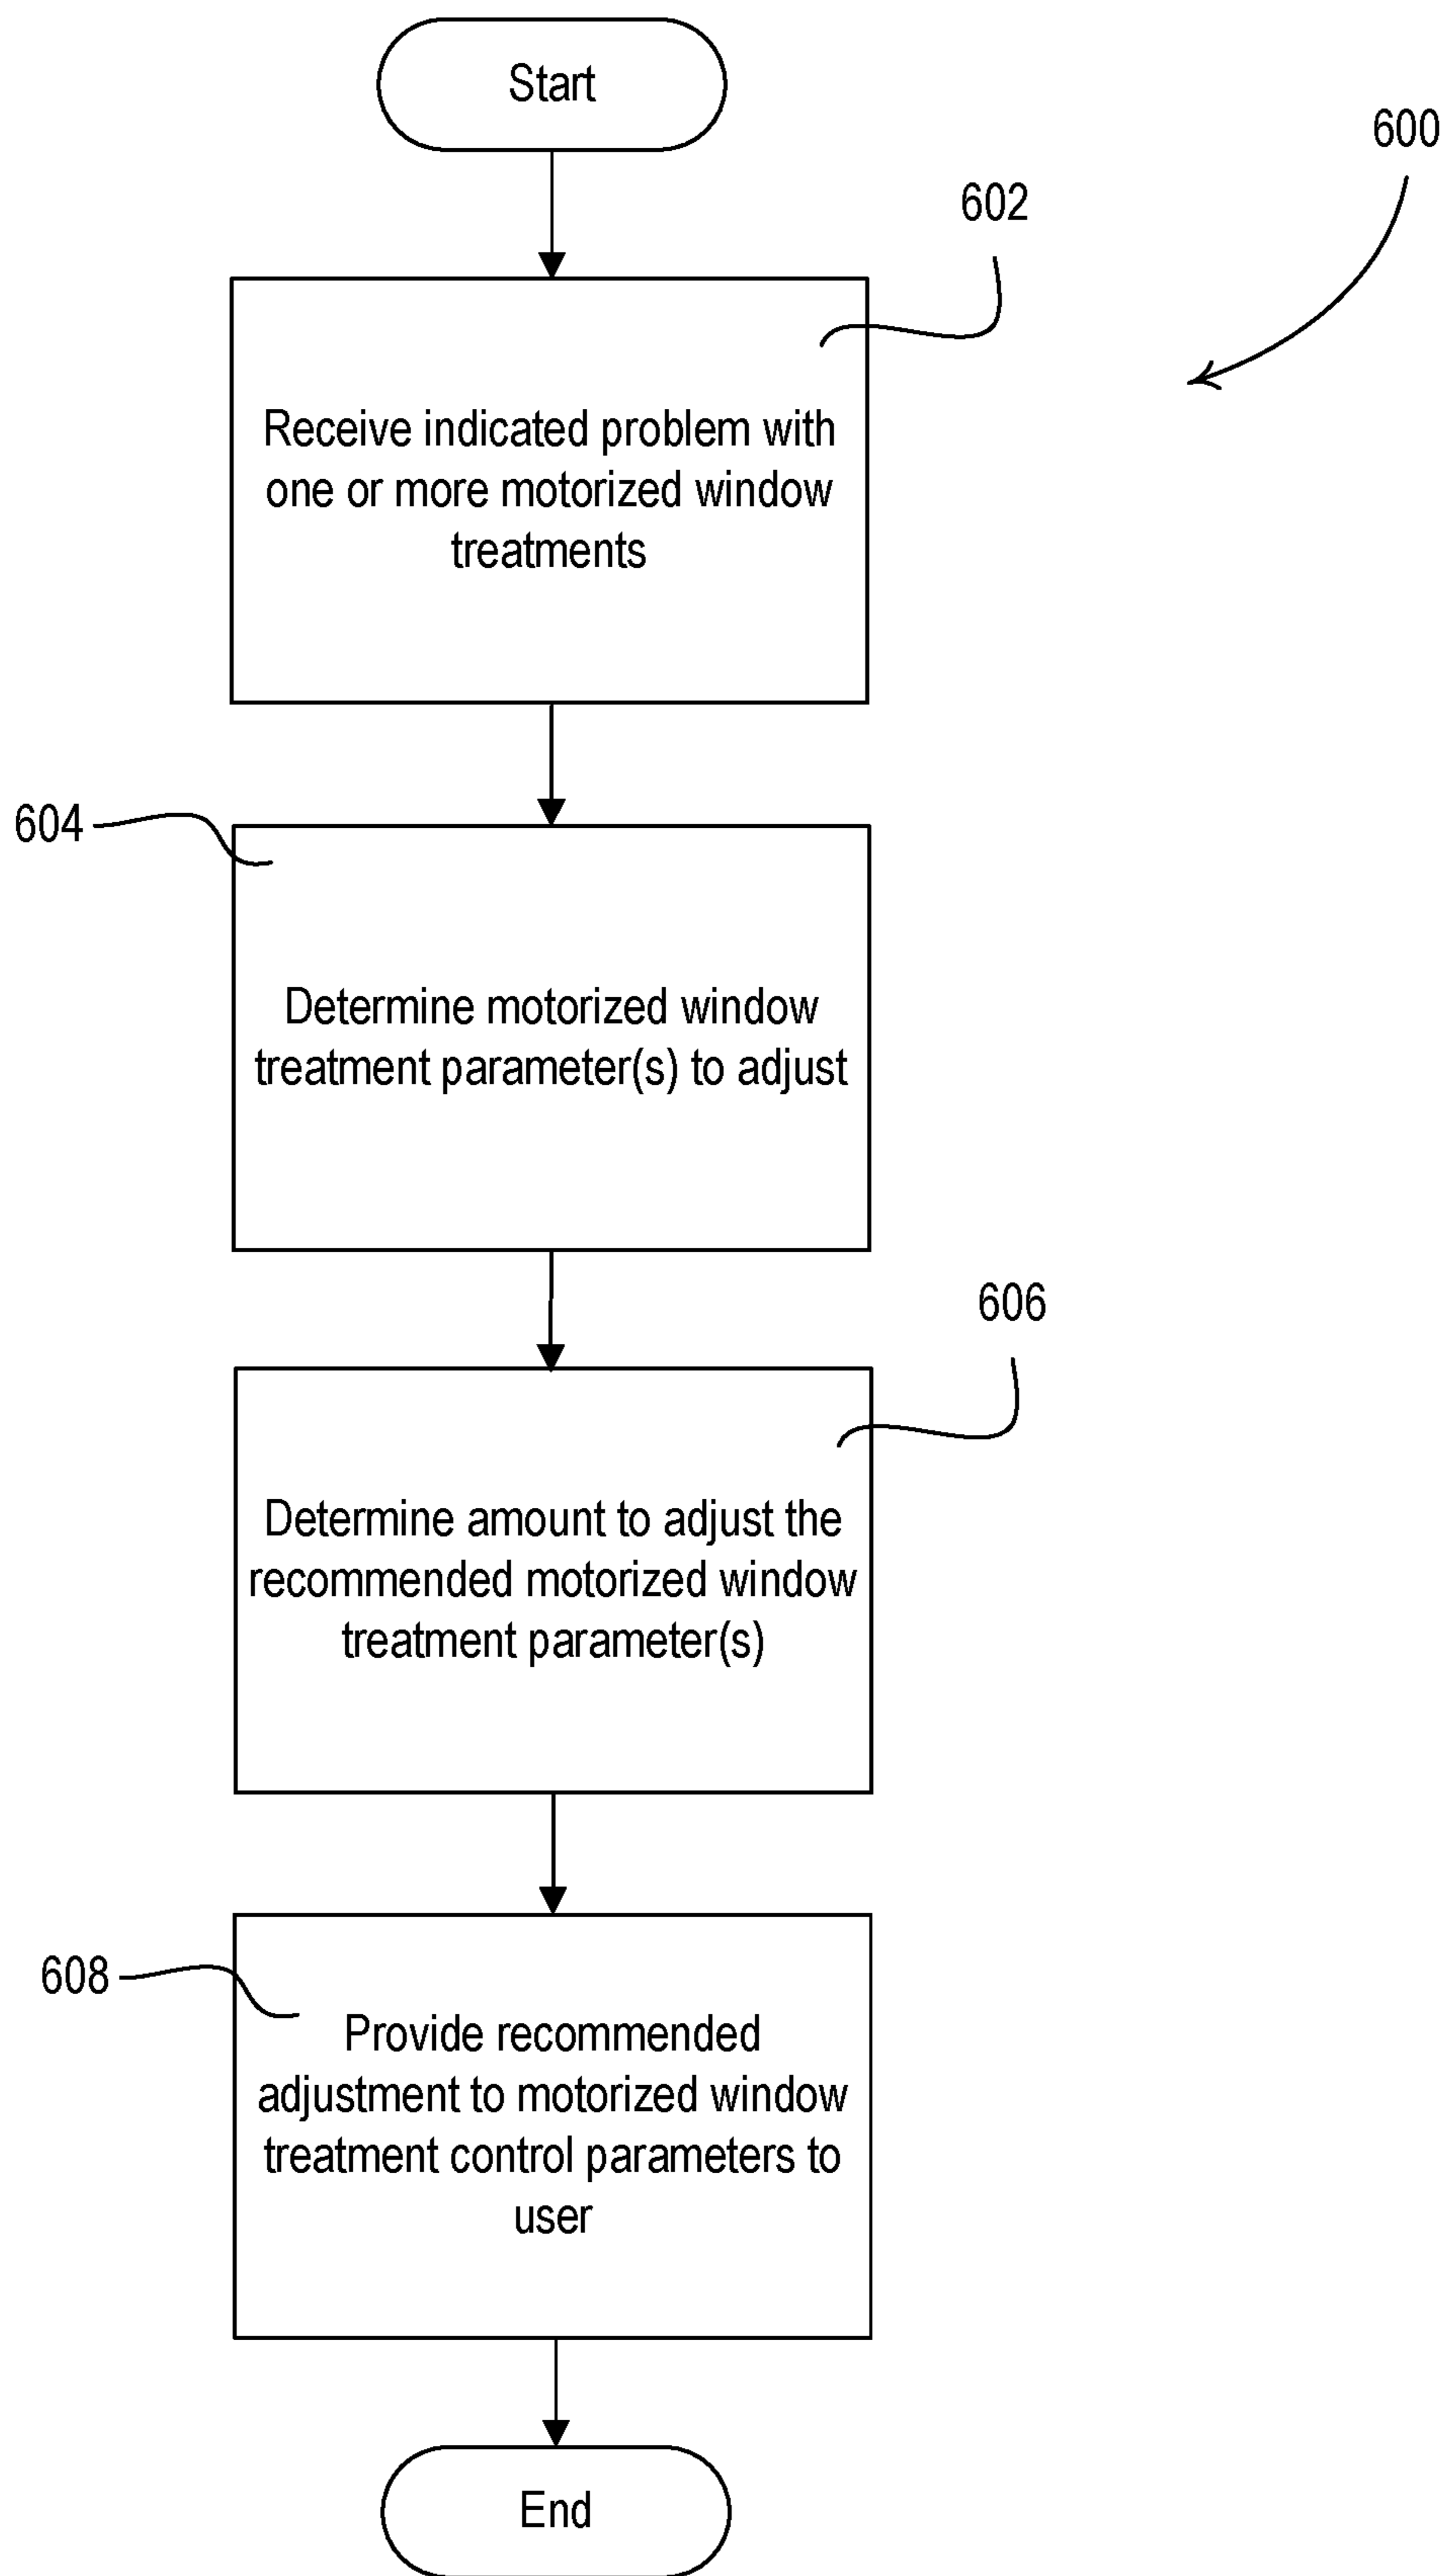 Start
600
602
Receive indicated problem with
one or more motorized window
treatments
604
Determine motorized window
treatment parameter(s) to adjust
606
Determine amount to adjust the
recommended motorized window
treatment parameter(s)
608
Provide recommended
adjustment to motorized window
treatment control parameters to
user
End